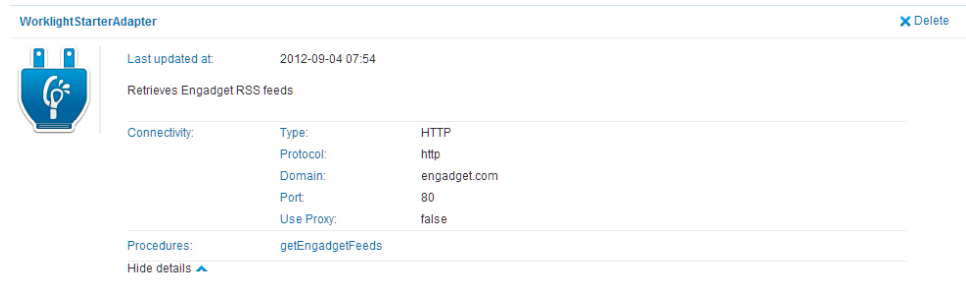 WorklightStarterAdapter Delete
Last updated at: 2012-09-04 07:54
Retrieves Engadget RSS feeds
Connectivity: Type: HTTP
Protocol: http
Domain: engadget.com
Port: 80
Use Proxy: false
Procedures: getEngadgetFeeds
Hide details